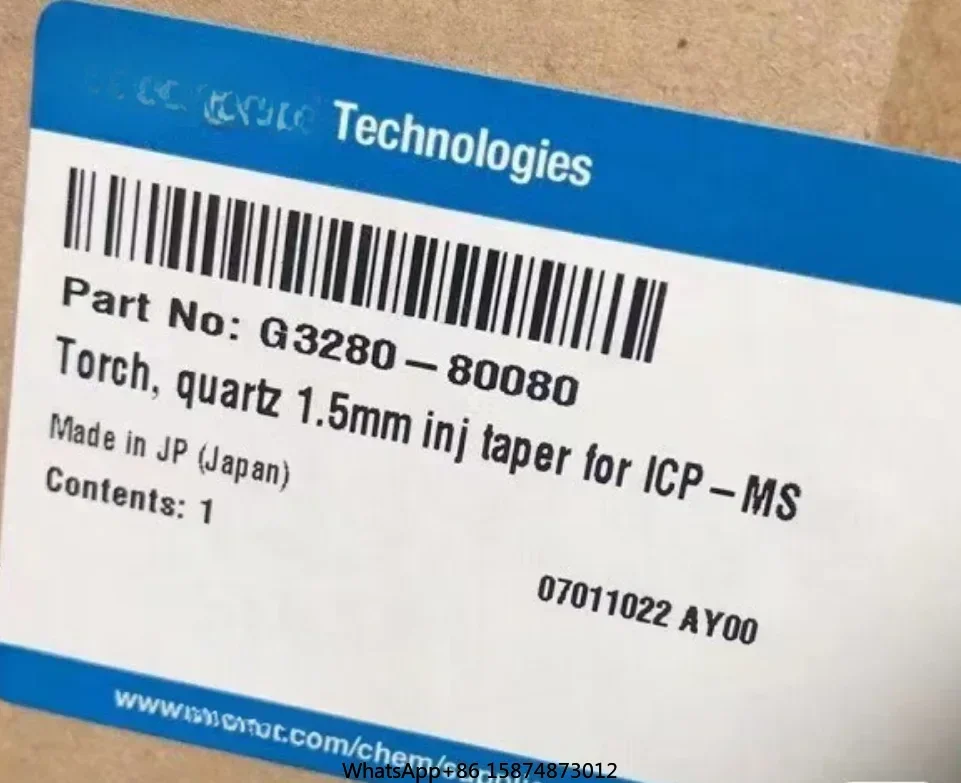 Technologies
Part No: G3280-80080
Torch, quartz 1.5mm inj taper for ICP-MS
Made in JP (Japan)
Contents: 1
07011022 AY00
WhatsApp+86 15874873012